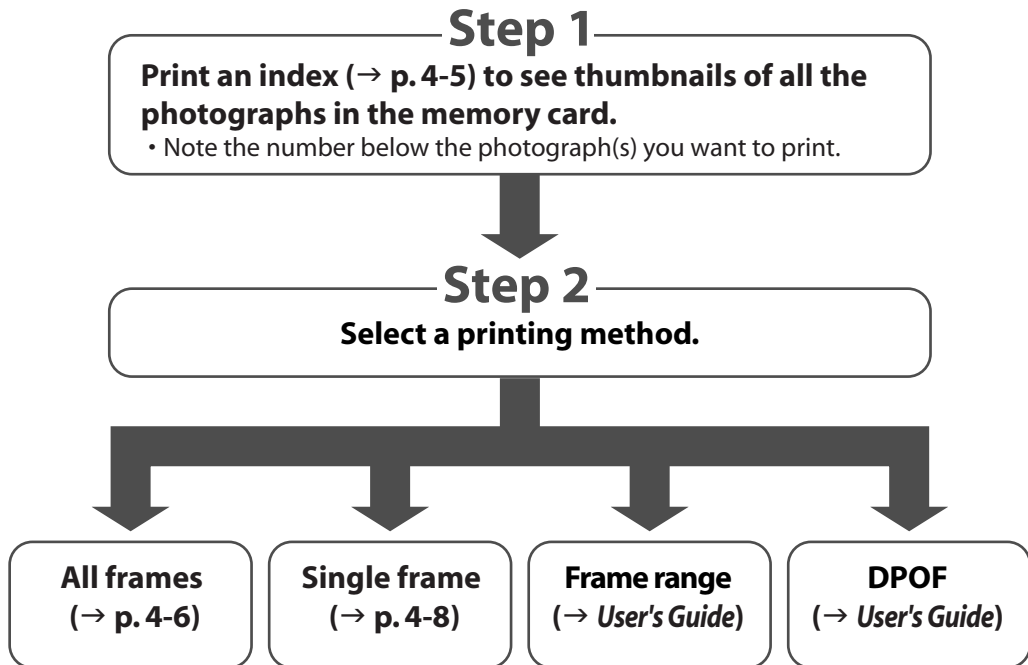 Step 1
Print an index (→ p. 4-5) to see thumbnails of all the
photographs in the memory card.
• Note the number below the photograph(s) you want to print.
Step 2
Select a printing method.
All frames
(→ p. 4-6)
Single frame
(→ p. 4-8)
Frame range
(→ User's Guide)
DPOF
(→ User's Guide)